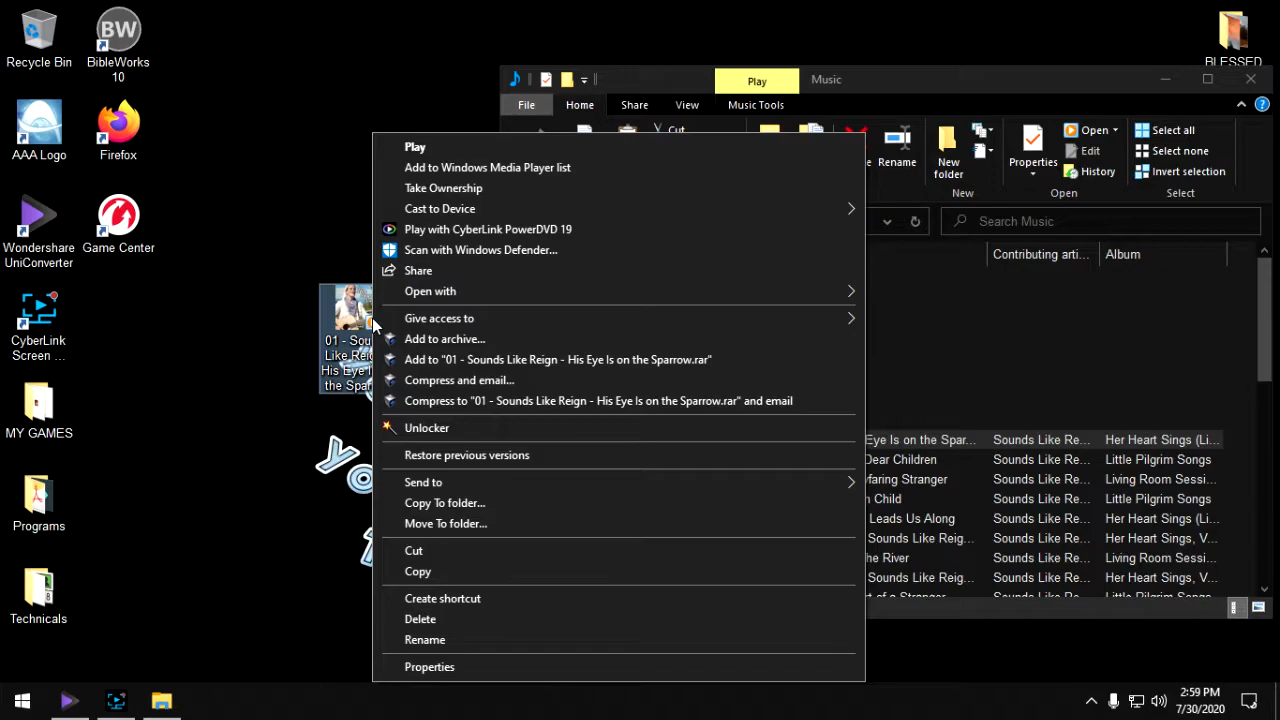 Recycle Bin
BibleWorks
10
AAA Logo
Firefox
Wondershare
UniConverter
Game Center
CyberLink
Screen ...
MY GAMES
Programs
Technicals
BLESSED
01 - Sou
Like Rei
His Eye I
the Spar
Play
Music
File
Home
Share
View
Music Tools
Cut
Rename
New
folder
New
Properties
Open
Edit
History
Open
Select all
Select none
Invert selection
Select
Search Music
Contributing arti...
Album
Eye Is on the Spar...
Sounds Like Re...
Her Heart Sings (Li...
Dear Children
Sounds Like Re...
Little Pilgrim Songs
faring Stranger
Sounds Like Re...
Living Room Sessi...
n Child
Sounds Like Re...
Little Pilgrim Songs
Leads Us Along
Sounds Like Re...
Her Heart Sings (Li...
Sounds Like Reig...
Sounds Like Re...
Her Heart Sings, V...
he River
Sounds Like Re...
Living Room Sessi...
Sounds Like Reig...
Sounds Like Re...
Her Heart Sings, V...
Play
Add to Windows Media Player list
Take Ownership
Cast to Device
Play with CyberLink PowerDVD 19
Scan with Windows Defender...
Share
Open with
Give access to
Add to archive...
Add to "01 - Sounds Like Reign - His Eye Is on the Sparrow.rar"
Compress and email...
Compress to "01 - Sounds Like Reign - His Eye Is on the Sparrow.rar" and email
Unlocker
Restore previous versions
Send to
Copy To folder...
Move To folder...
Cut
Copy
Create shortcut
Delete
Rename
Properties
2:59 PM
7/30/2020